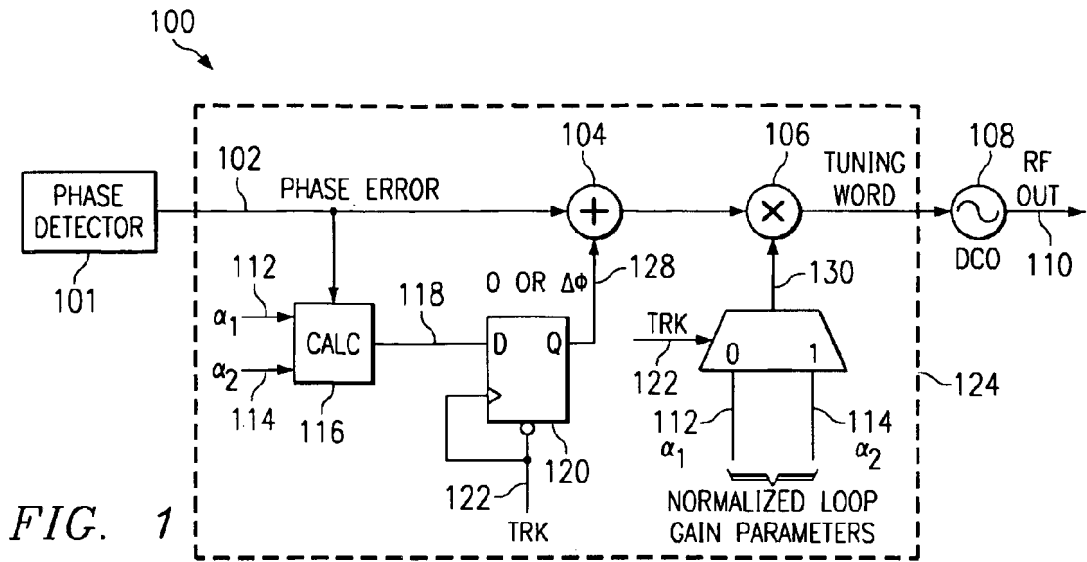 100
104
106
108
102
PHASE ERROR
TUNING
WORD
RF
OUT
PHASE
DETECTOR
+
×
DCO
110
101
112
118
0 OR ΔΦ
128
130
α1
CALC
D Q
TRK
122
0 1
124
α2
114
116
120
112
α1
114
α2
122
TRK
NORMALIZED LOOP
GAIN PARAMETERS
FIG. 1